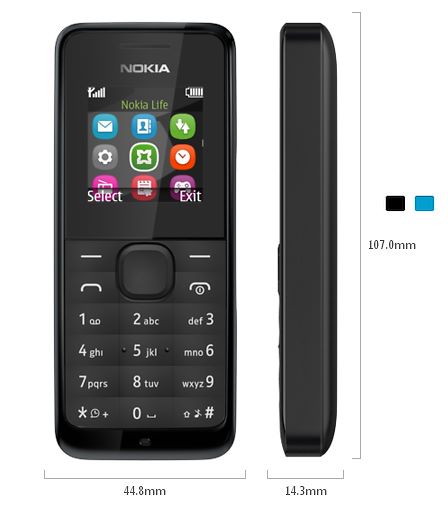 NOKIA
Nokia Life
Select Exit
1 2 abc def 3
4 ghi 5 jkl mno 6
7 pqrs 8 tuv wxyz 9
* + 0 #
107.0mm
44.8mm 14.3mm